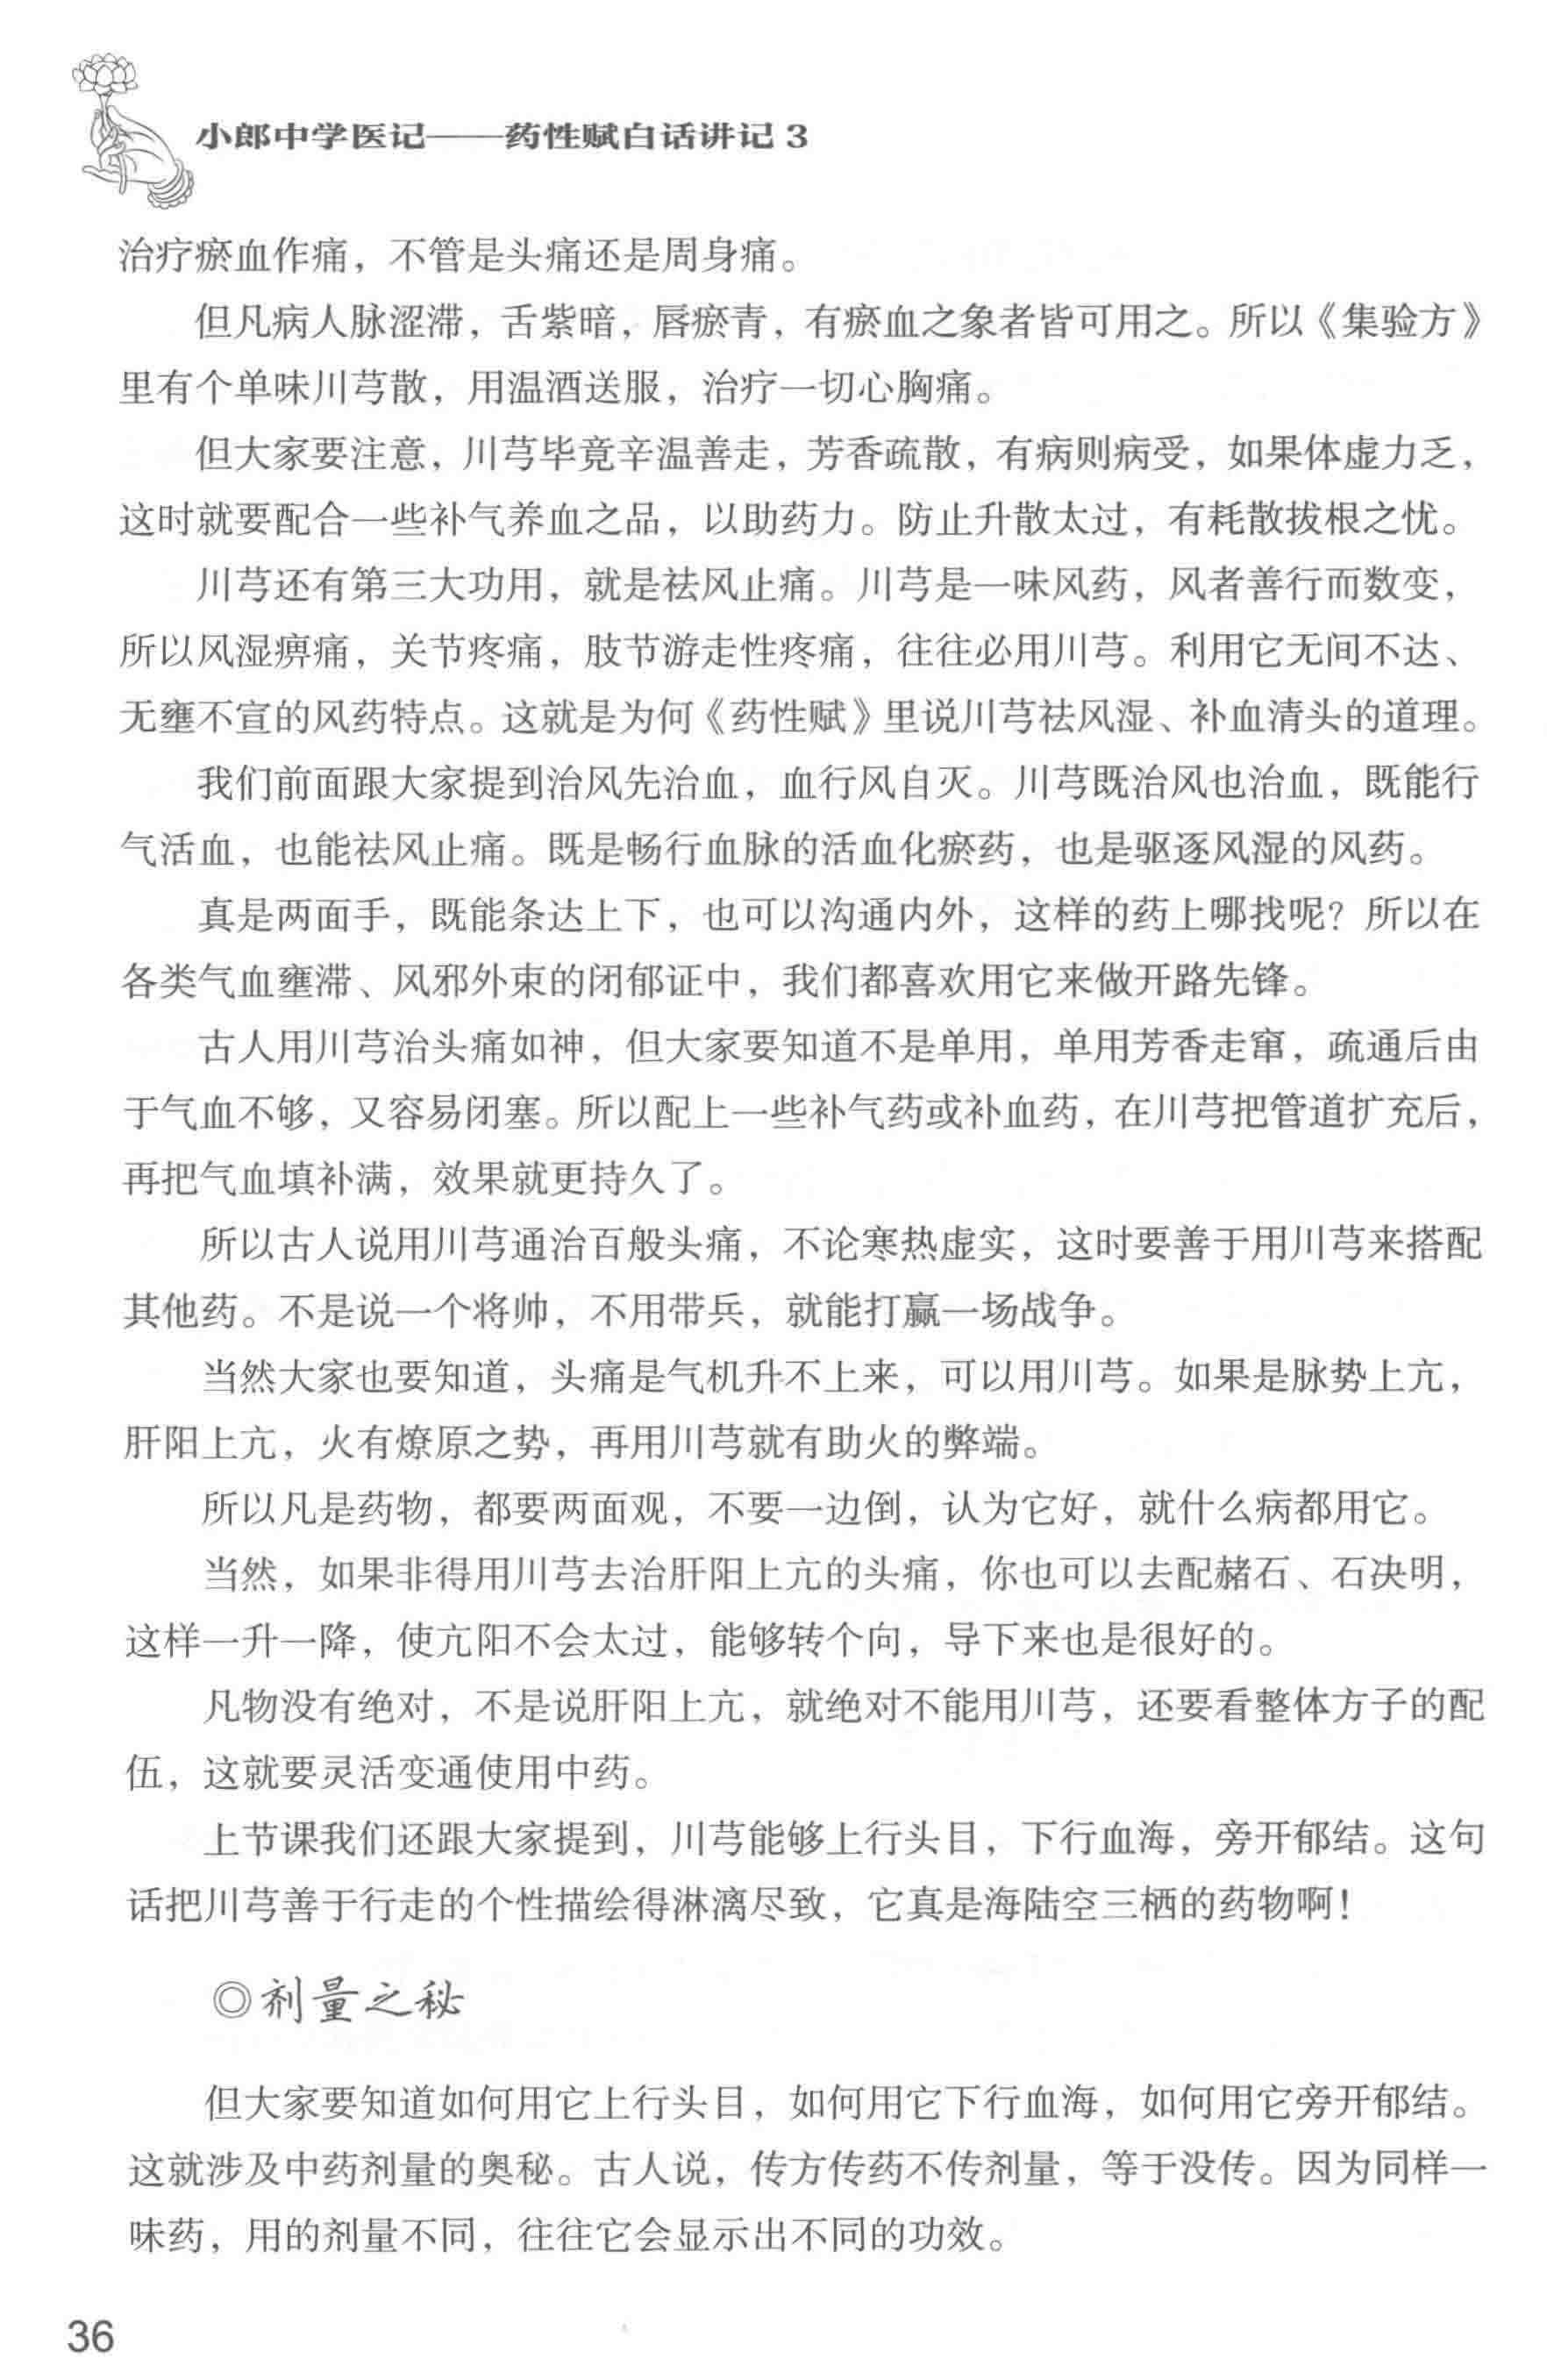 小郎中学医记——药性赋白话讲记 3
治疗瘀血作痛，不管是头痛还是周身痛。
但凡病人脉涩滞，舌紫暗，唇瘀青，有瘀血之象者皆可用之。所以《集验方》
里有个单味川芎散，用温酒送服，治疗一切心胸痛。
但大家要注意，川芎毕竟辛温善走，芳香疏散，有病则病受，如果体虚力乏，
这时就要配合一些补气养血之品，以助药力。防止升散太过，有耗散拔根之忧。
川芎还有第三大功用，就是祛风止痛。川芎是一味风药，风者善行而数变，
所以风湿痹痛，关节疼痛，肢节游走性疼痛，往往必用川芎。利用它无间不达、
无壅不宣的风药特点。这就是为何《药性赋》里说川芎祛风湿、补血清头的道理。
我们前面跟大家提到治风先治血，血行风自灭。川芎既治风也治血，既能行
气活血，也能祛风止痛。既是畅行血脉的活血化瘀药，也是驱逐风湿的风药。
真是两面手，既能条达上下，也可以沟通内外，这样的药上哪找呢？所以在
各类气血壅滞、风邪外束的闭郁证中，我们都喜欢用它来做开路先锋。
古人用川芎治头痛如神，但大家要知道不是单用，单用芳香走窜，疏通后由
于气血不够，又容易闭塞。所以配上一些补气药或补血药，在川芎把管道扩充后，
再把气血填补满，效果就更持久了。
所以古人说用川芎通治百般头痛，不论寒热虚实，这时要善于用川芎来搭配
其他药。不是说一个将帅，不用带兵，就能打赢一场战争。
当然大家也要知道，头痛是气机升不上来，可以用川芎。如果是脉势上亢，
肝阳上亢，火有燎原之势，再用川芎就有助火的弊端。
所以凡是药物，都要两面观，不要一边倒，认为它好，就什么病都用它。
当然，如果非得用川芎去治肝阳上亢的头痛，你也可以去配赭石、石决明，
这样一升一降，使亢阳不会太过，能够转个向，导下来也是很好的。
凡物没有绝对，不是说肝阳上亢，就绝对不能用川芎，还要看整体方子的配
伍，这就要灵活变通使用中药。
上节课我们还跟大家提到，川芎能够上行头目，下行血海，旁开郁结。这句
话把川芎善于行走的个性描绘得淋漓尽致，它真是海陆空三栖的药物啊！
◎剂量之秘
但大家要知道如何用它上行头目，如何用它下行血海，如何用它旁开郁结。
这就涉及中药剂量的奥秘。古人说，传方传药不传剂量，等于没传。因为同样一
味药，用的剂量不同，往往它会显示出不同的功效。
36